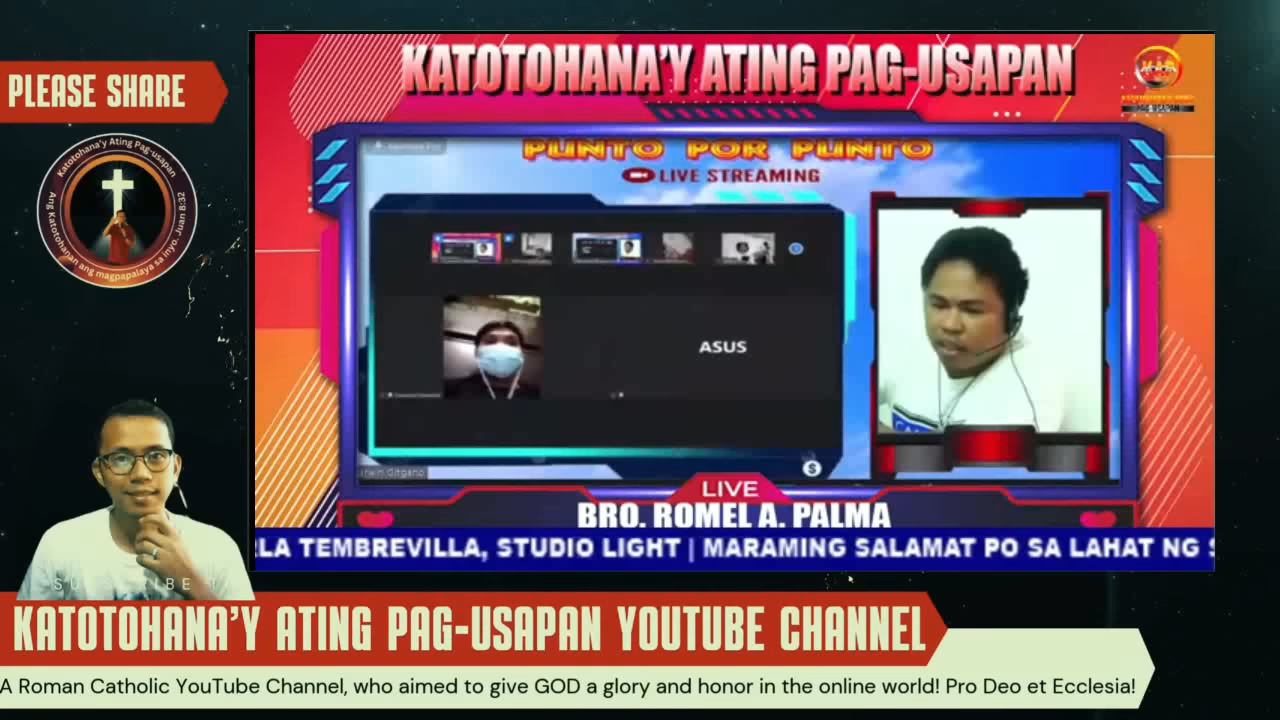 PLEASE SHARE
Katotohana'y Ating Pag-usapan
Ang Katotohanan ang magpapalaya sa inyo. Juan 8:32
KATOTOHANA'Y ATING PAG-USAPAN
PAG-USAPAN
PUNTO POR PUNTO
LIVE STREAMING
ASUS
LIVE
BRO. ROMEL A. PALMA
RLA TEMBREVILLA, STUDIO LIGHT | MARAMING SALAMAT PO SA LAHAT NG S
KATOTOHANA'Y ATING PAG-USAPAN YOUTUBE CHANNEL
A Roman Catholic YouTube Channel, who aimed to give GOD a glory and honor in the online world! Pro Deo et Ecclesia!